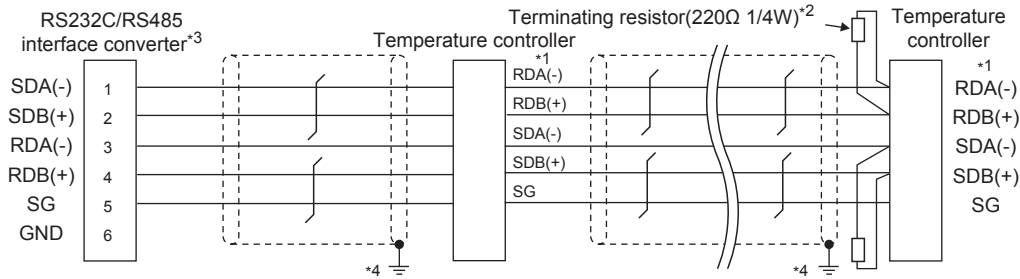 RS232C/RS485
interface converter*3
SDA(-) 1
SDB(+) 2
RDA(-) 3
RDB(+) 4
SG 5
GND 6
*4
Temperature controller
*1
RDA(-)
RDB(+)
SDA(-)
SDB(+)
SG
Terminating resistor(220Ω 1/4W)*2
*4
Temperature
controller
*1
RDA(-)
RDB(+)
SDA(-)
SDB(+)
SG